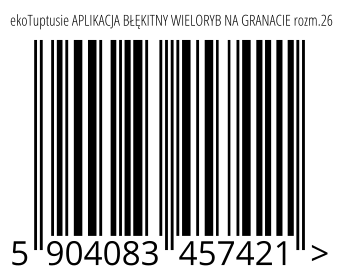 ekoTuptusie APLIKACJA BŁĘKITNY WIELORYB NA GRANACIE rozm.26
5 904083 457421 >